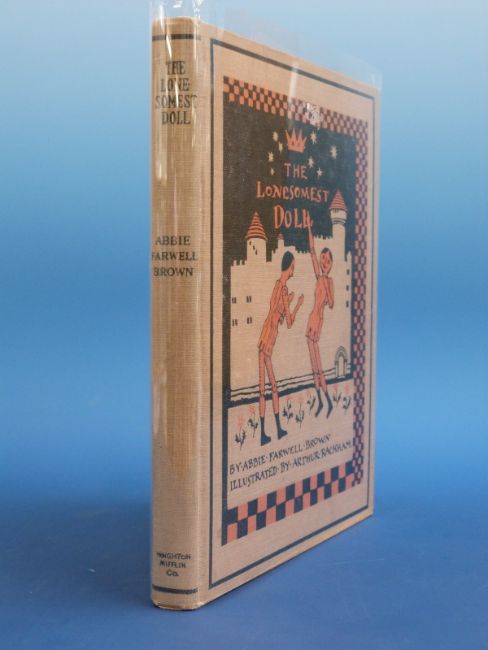 THE
LONE
SOMEST
DOLL
ABBIE
FARWELL
BROWN
HOUGHTON
MIFFLIN
CO.
THE
LONESOMEST
DOLL
BY·ABBIE·FARWELL·BROWN
ILLUSTRATED·BY·ARTHUR·RACKHAM